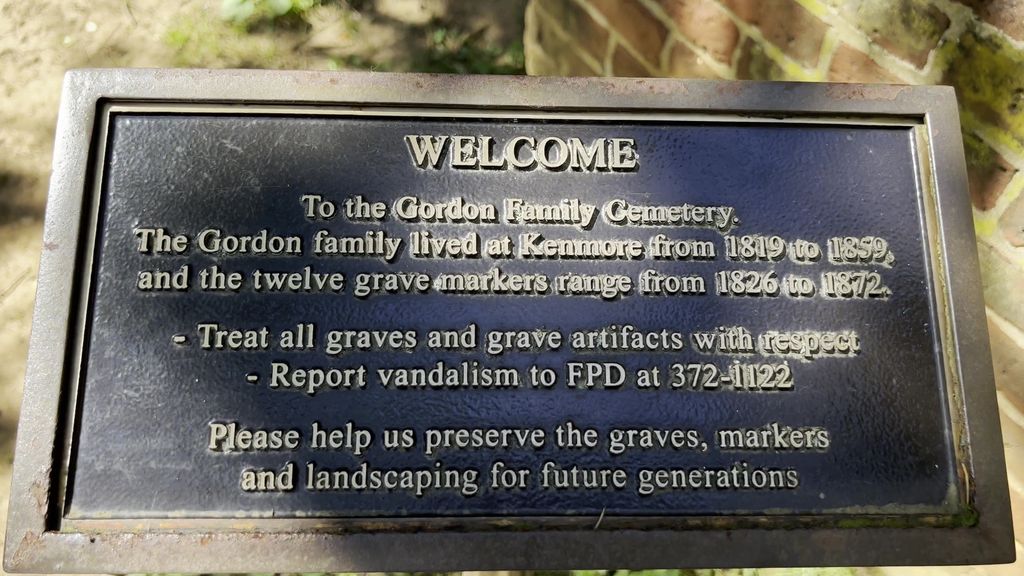 WELCOME
To the Gordon Family Cemetery.
The Gordon family lived at Kenmore from 1819 to 1859,
and the twelve grave markers range from 1826 to 1872.
- Treat all graves and grave artifacts with respect
- Report vandalism to FPD at 372-1122
Please help us preserve the graves, markers
and landscaping for future generations